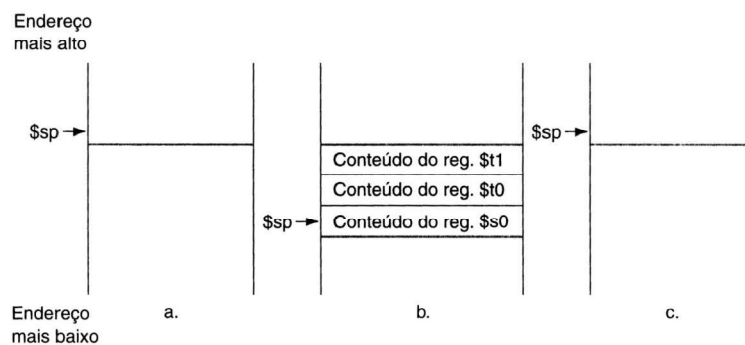 Endereço
mais alto
$sp
$sp
Conteúdo do reg. $t1
Conteúdo do reg. $t0
$sp
Conteúdo do reg. $s0
Endereço
mais baixo
a.
b.
c.